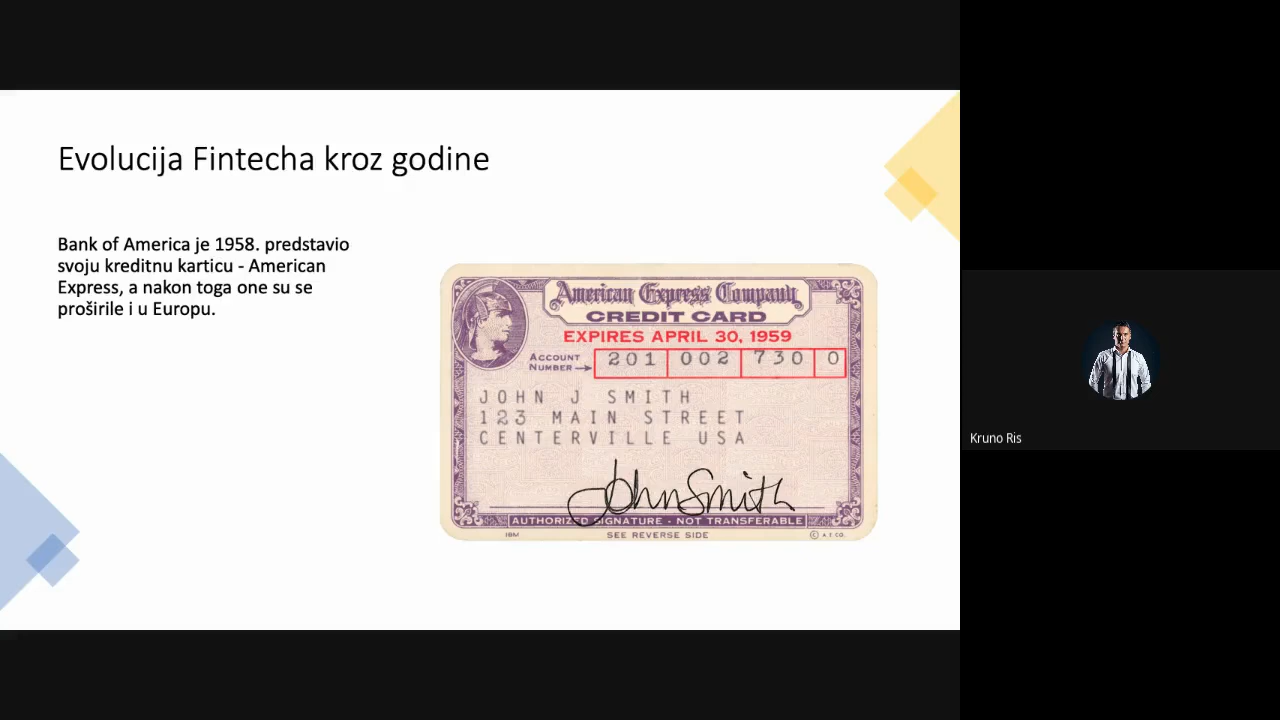 Evolucija Fintecha kroz godine
Bank of America je 1958. predstavio
svoju kreditnu karticu - American
Express, a nakon toga one su se
proširile i u Europu.
American Express Company
CREDIT CARD
EXPIRES APRIL 30, 1959
ACCOUNT
NUMBER
201 002 730 0
JOHN J SMITH
123 MAIN STREET
CENTERVILLE USA
John Smith
AUTHORIZED SIGNATURE · NOT TRANSFERABLE
IBM SEE REVERSE SIDE © A.E.CO.
Kruno Ris